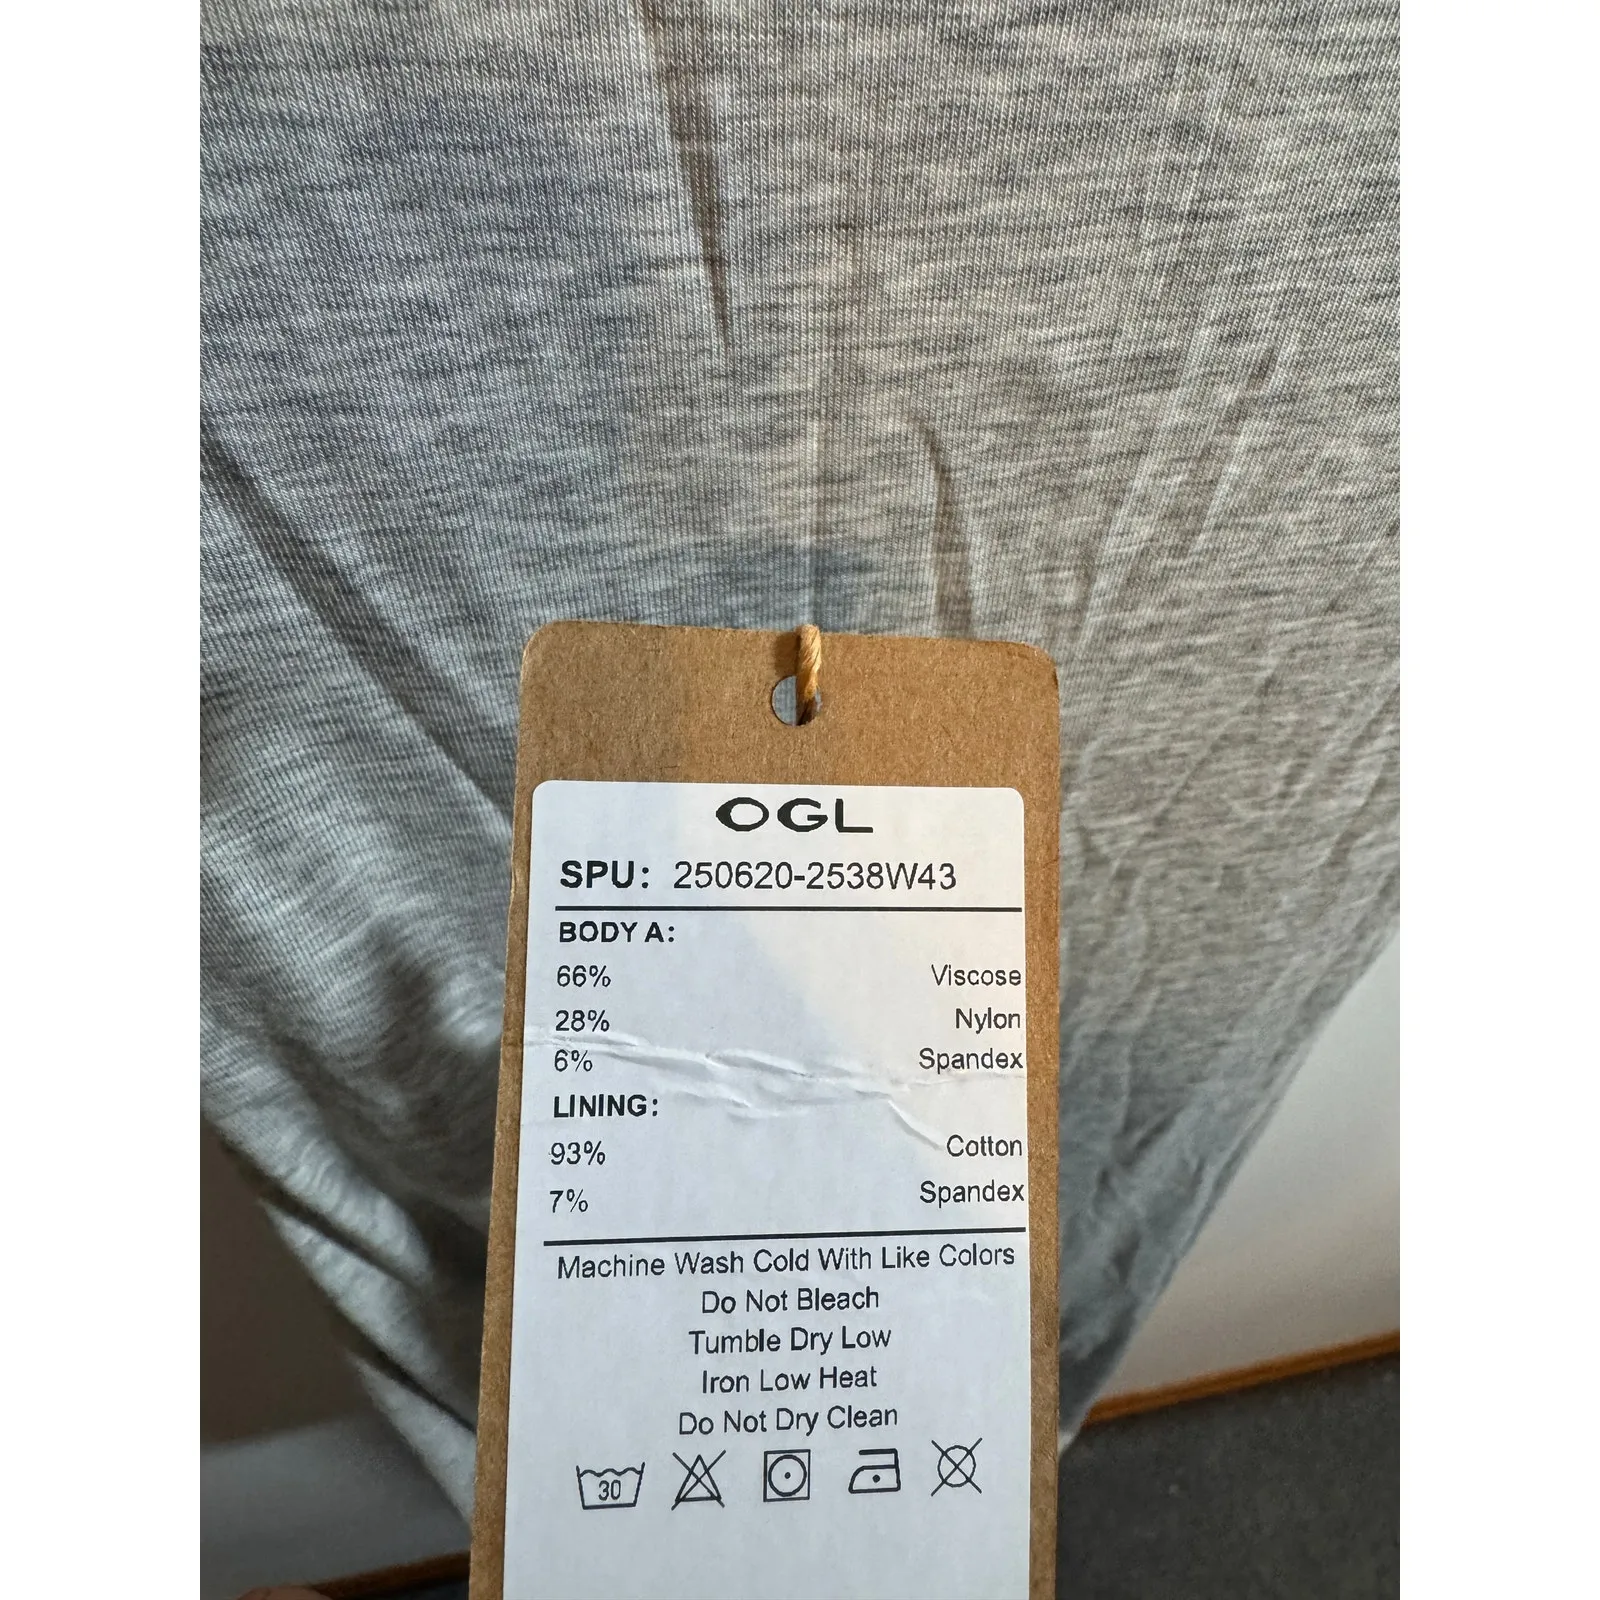 OGL
SPU: 250620-2538W43
BODY A:
66% Viscose
28% Nylon
6% Spandex
LINING:
93% Cotton
7% Spandex
Machine Wash Cold With Like Colors
Do Not Bleach
Tumble Dry Low
Iron Low Heat
Do Not Dry Clean
30